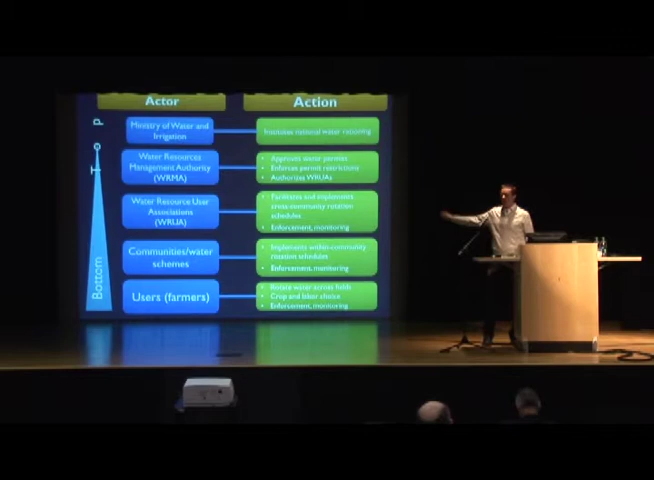 Actor
Action
Top
Ministry of Water and
Irrigation
Institutes national water rationing
Water Resources
Management Authority
(WRMA)
• Approves water permits
• Enforces permit restrictions
• Authorizes WRUAs
Water Resource User
Associations
(WRUA)
• Facilitates and implements
cross-community rotation
schedules
• Enforcement, monitoring
Communities/water
schemes
• Implements within-community
rotation schedules
• Enforcement, monitoring
Bottom
Users (farmers)
• Rotate water across fields
• Crop and labor choice
• Enforcement, monitoring